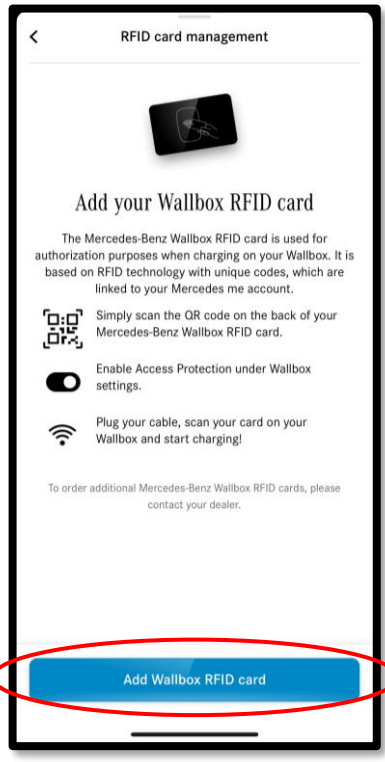 RFID card management
Add your Wallbox RFID card
The Mercedes-Benz Wallbox RFID card is used for
authorization purposes when charging on your Wallbox. It is
based on RFID technology with unique codes, which are
linked to your Mercedes me account.
Simply scan the QR code on the back of your
Mercedes-Benz Wallbox RFID card.
Enable Access Protection under Wallbox
settings.
Plug your cable, scan your card on your
Wallbox and start charging!
To order additional Mercedes-Benz Wallbox RFID cards, please
contact your dealer.
Add Wallbox RFID card